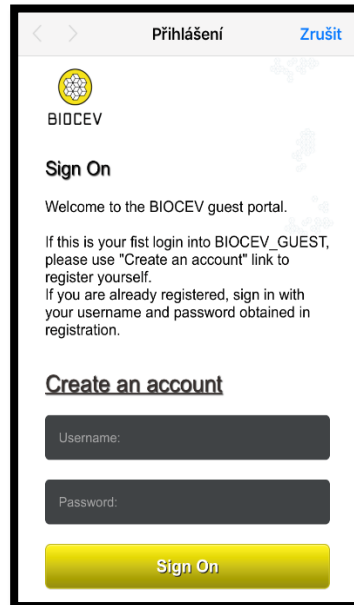 Přihlášení
Zrušit
BIOCEV
Sign On
Welcome to the BIOCEV guest portal.
If this is your fist login into BIOCEV_GUEST,
please use "Create an account" link to
register yourself.
If you are already registered, sign in with
your username and password obtained in
registration.
Create an account
Username:
Password:
Sign On